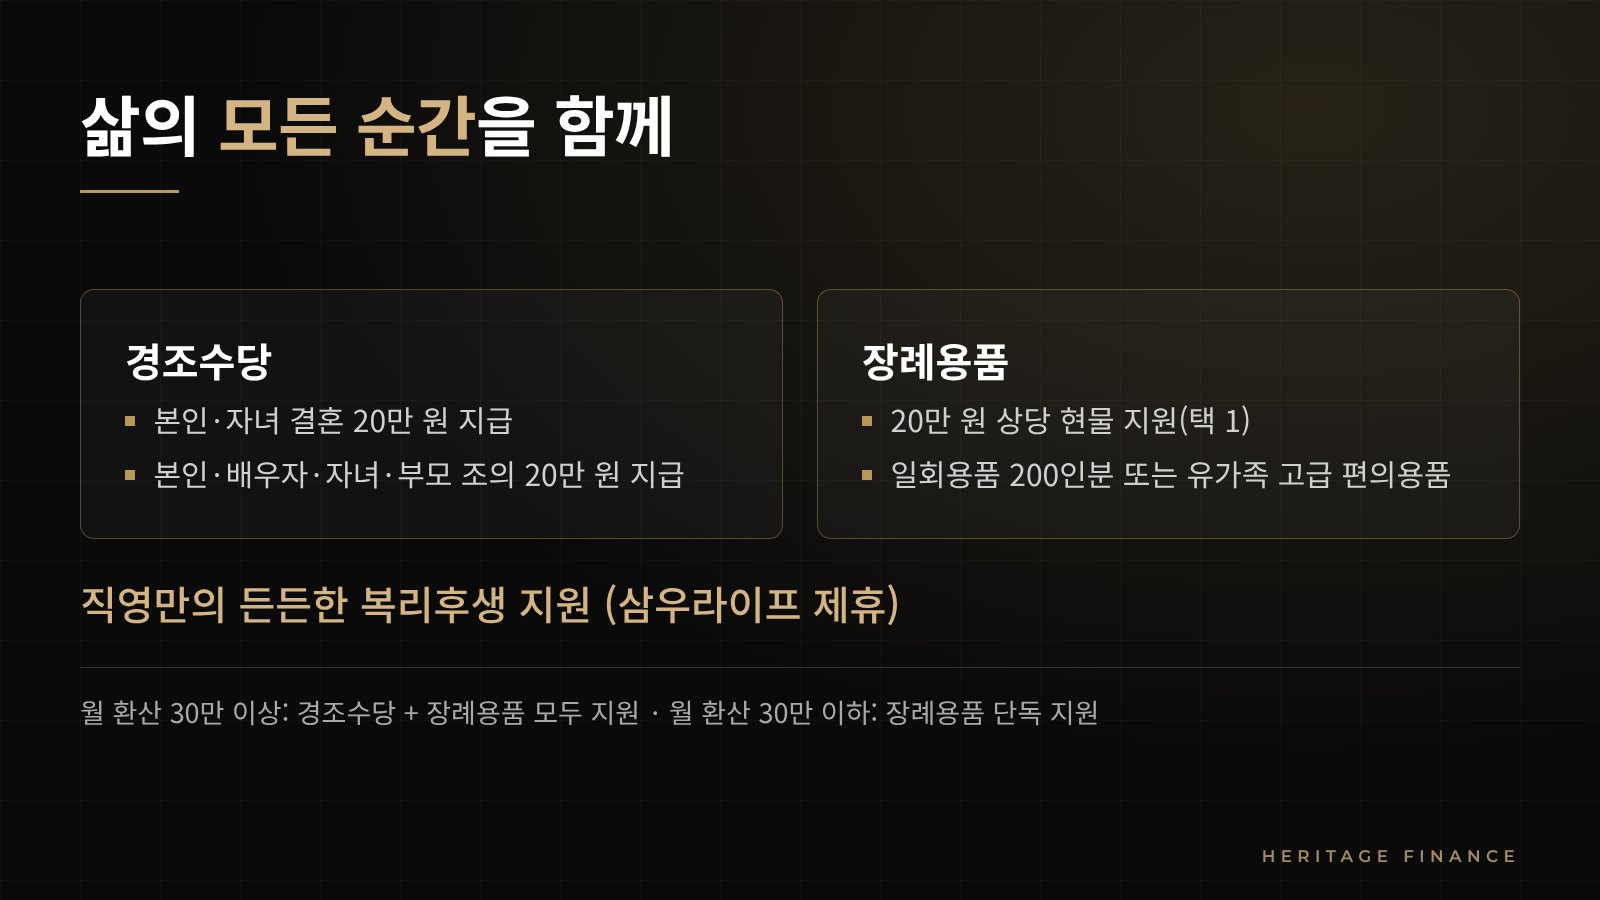 삶의 모든 순간을 함께
경조수당
본인·자녀 결혼 20만 원 지급
본인·배우자·자녀·부모 조의 20만 원 지급
장례용품
20만 원 상당 현물 지원(택 1)
일회용품 200인분 또는 유가족 고급 편의용품
직영만의 든든한 복리후생 지원 (삼우라이프 제휴)
월 환산 30만 이상: 경조수당 + 장례용품 모두 지원 · 월 환산 30만 이하: 장례용품 단독 지원
HERITAGE FINANCE